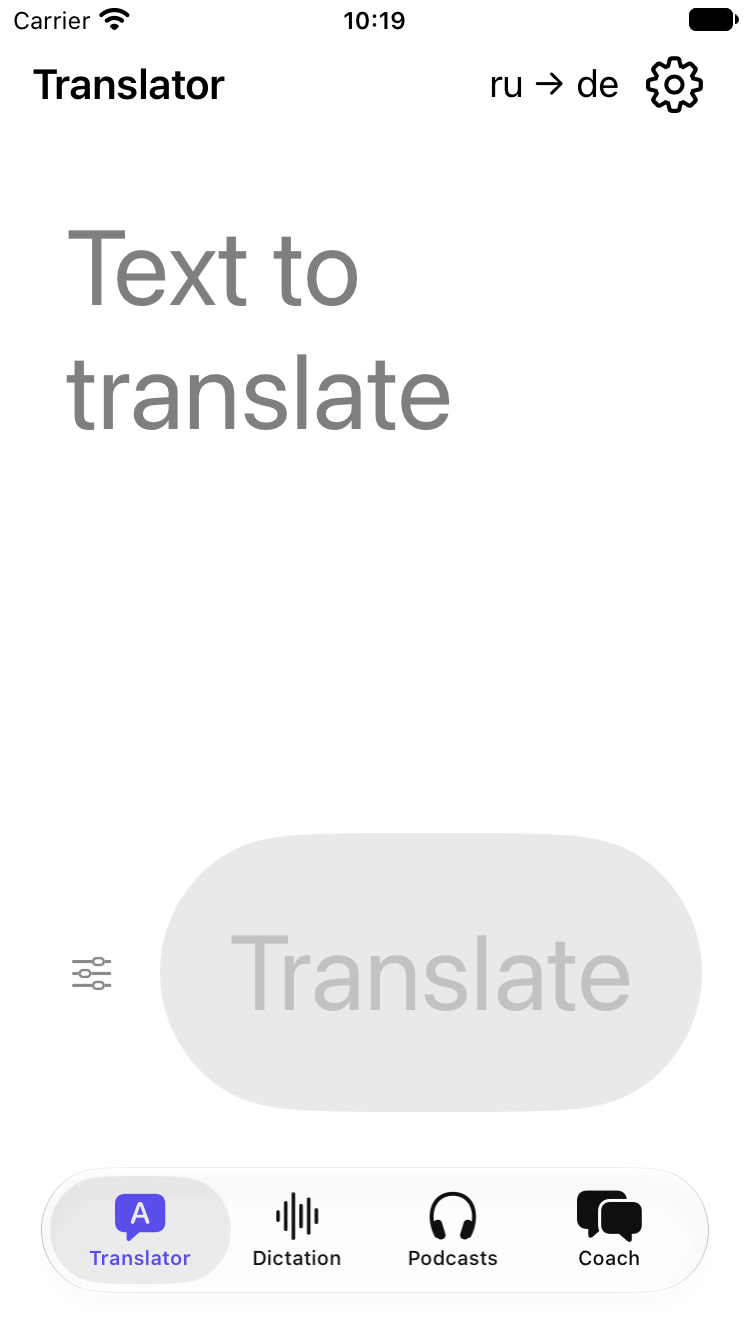 Carrier 10:19
Translator ru → de
Text to
translate
Translate
A
Translator Dictation Podcasts Coach